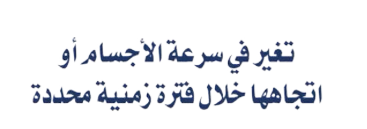 تغير في سرعة الأجسام أو
اتجاهها خلال فترة زمنية محددة